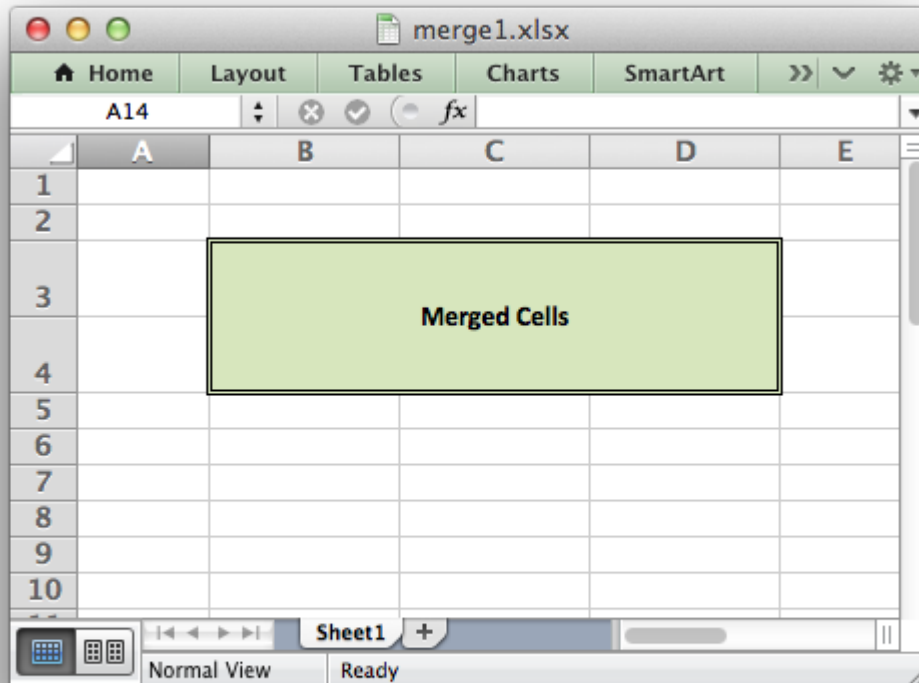 merge1.xlsx
Home Layout Tables Charts SmartArt
A14 fx
A B C D E
1
2
3
Merged Cells
4
5
6
7
8
9
10
Sheet1
Normal View Ready